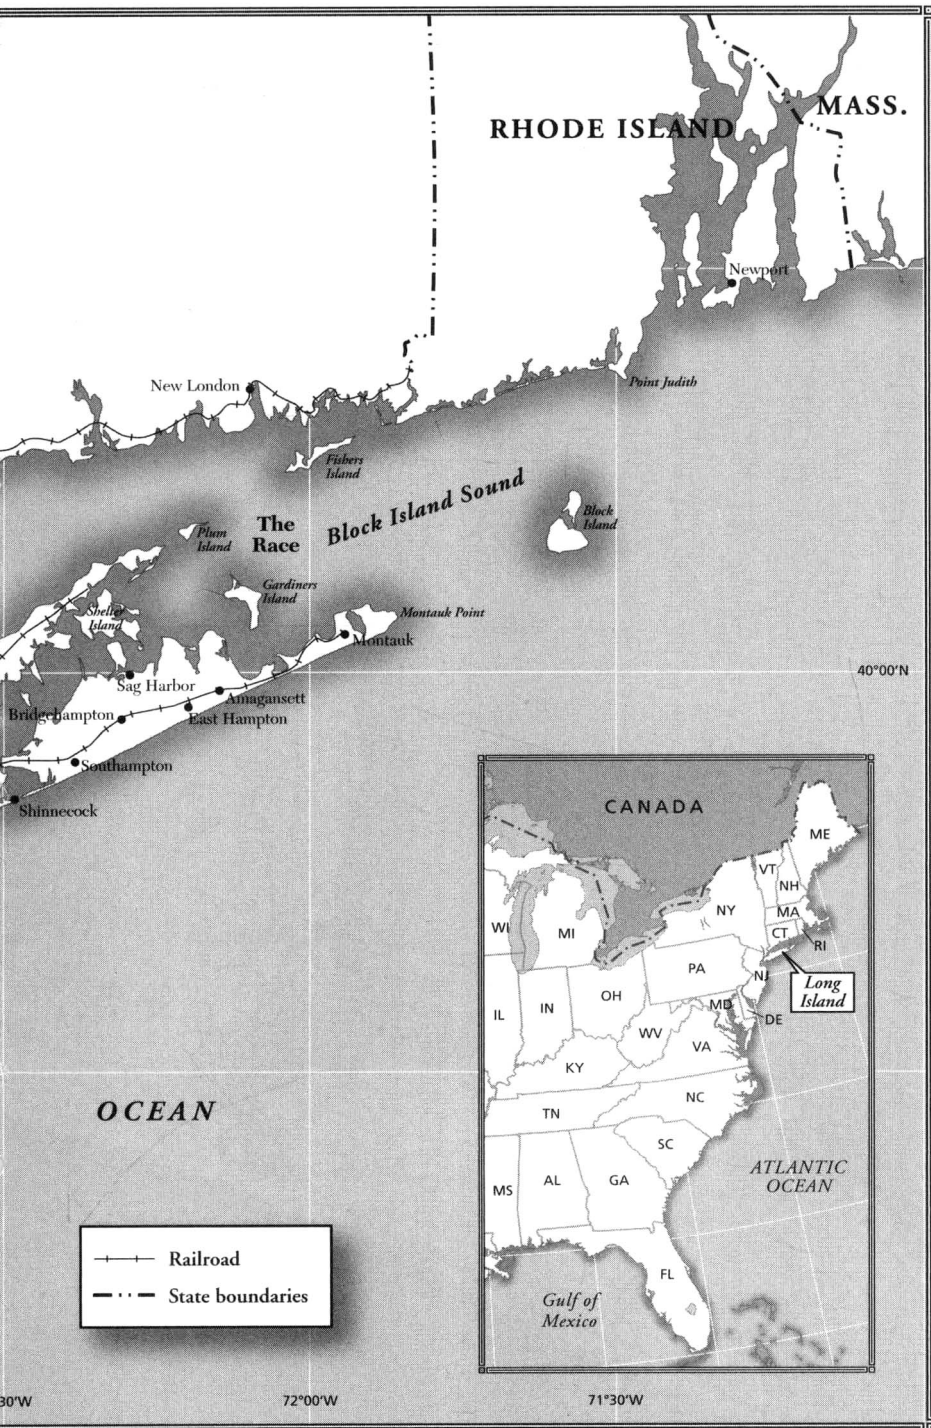 MASS.
RHODE ISLAND
Newport
New London
Point Judith
Fishers
Island
Block Island Sound
Block
Island
The
Race
Plum
Island
Gardiners
Island
Shelter
Island
Montauk Point
Montauk
40°00'N
Sag Harbor
Amagansett
Bridgehampton
East Hampton
Southampton
Shinnecock
CANADA
ME
VT
NH
NY
MA
WI
MI
CT
RI
PA
NJ
Long
Island
OH
IL
IN
MD
DE
WV
VA
KY
NC
TN
SC
OCEAN
ATLANTIC
OCEAN
MS
AL
GA
Railroad
State boundaries
FL
Gulf of
Mexico
30'W
72°00'W
71°30'W